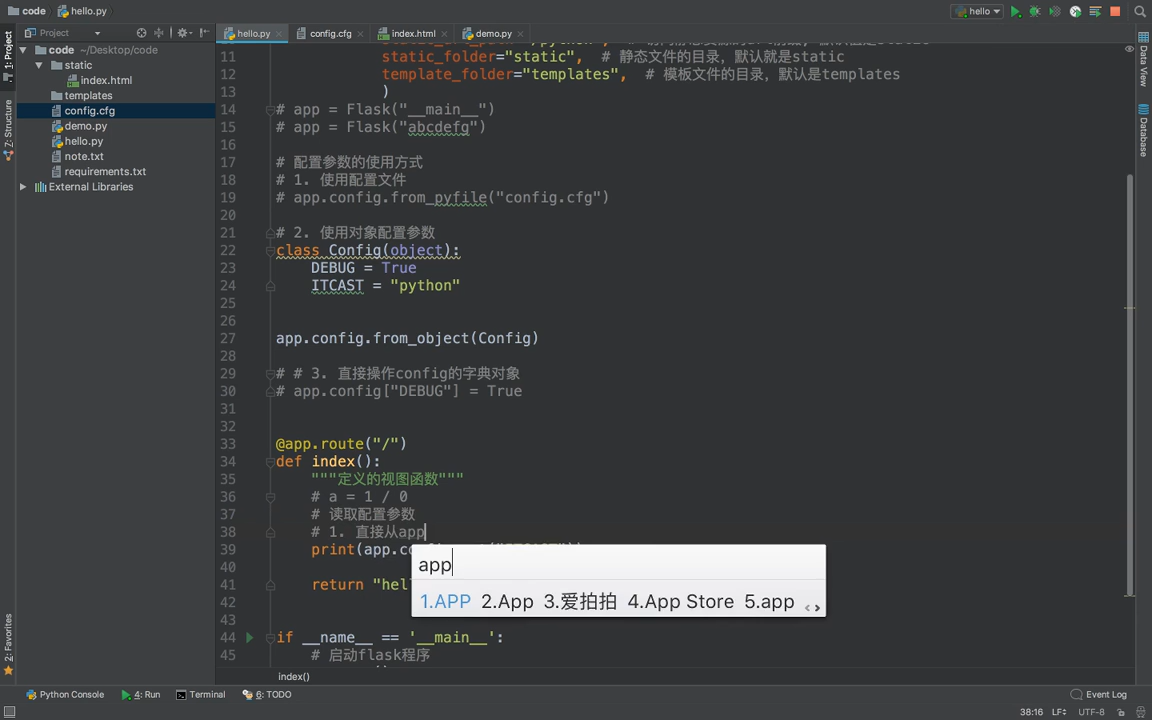 code hello.py
hello
Project
hello.py config.cfg index.html demo.py
1: Project
Z: Structure
2: Favorites
Data View
Database
code ~/Desktop/code
static
index.html
templates
config.cfg
demo.py
hello.py
note.txt
requirements.txt
External Libraries
11 static_folder="static", # 静态文件的目录，默认就是static
12 template_folder="templates", # 模板文件的目录，默认是templates
13 )
14 # app = Flask("__main__")
15 # app = Flask("abcdefg")
16
17 # 配置参数的使用方式
18 # 1. 使用配置文件
19 # app.config.from_pyfile("config.cfg")
20
21 # 2. 使用对象配置参数
22 class Config(object):
23 DEBUG = True
24 ITCAST = "python"
25
26
27 app.config.from_object(Config)
28
29 # # 3. 直接操作config的字典对象
30 # app.config["DEBUG"] = True
31
32
33 @app.route("/")
34 def index():
35 """定义的视图函数"""
36 # a = 1 / 0
37 # 读取配置参数
38 # 1. 直接从app
39 print(app.co
app
40
41 return "hel
1.APP 2.App 3.爱拍拍 4.App Store 5.app
42
43
44 if __name__ == '__main__':
45 # 启动flask程序
index()
Python Console 4: Run Terminal 6: TODO Event Log
38:16 LF UTF-8